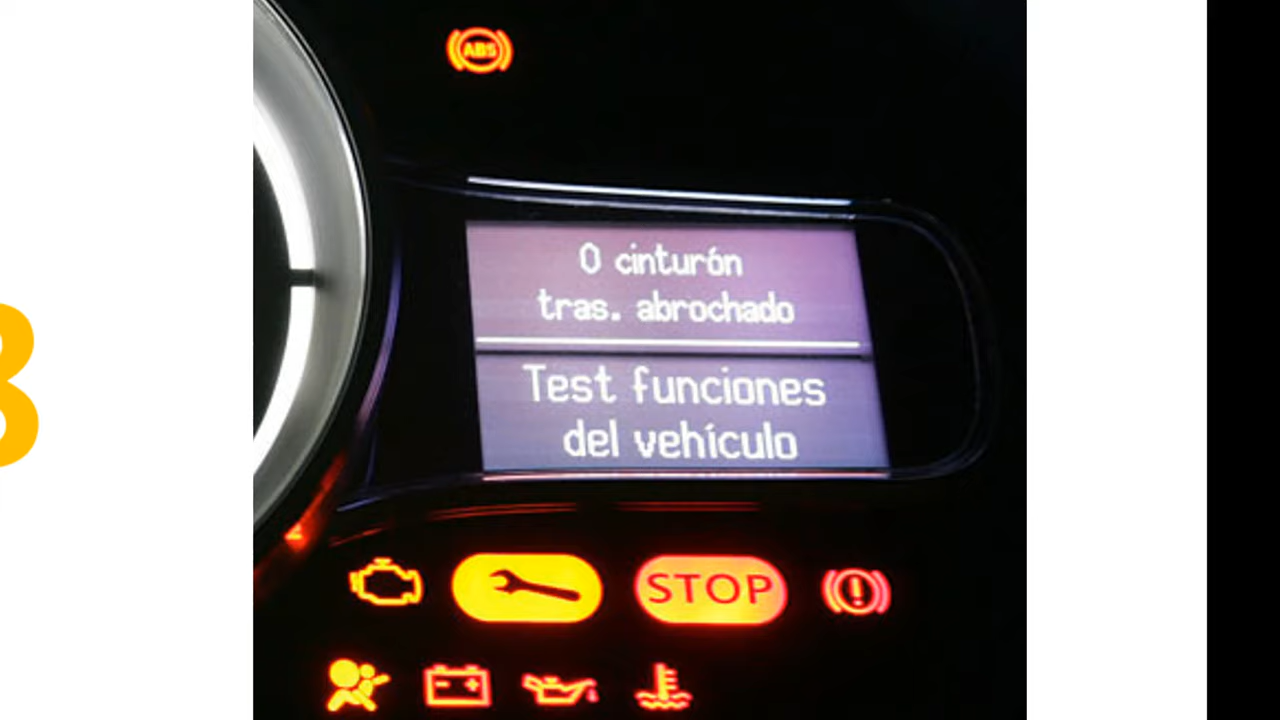 ABS
0 cinturón
tras. abrochado
Test funciones
del vehículo
STOP